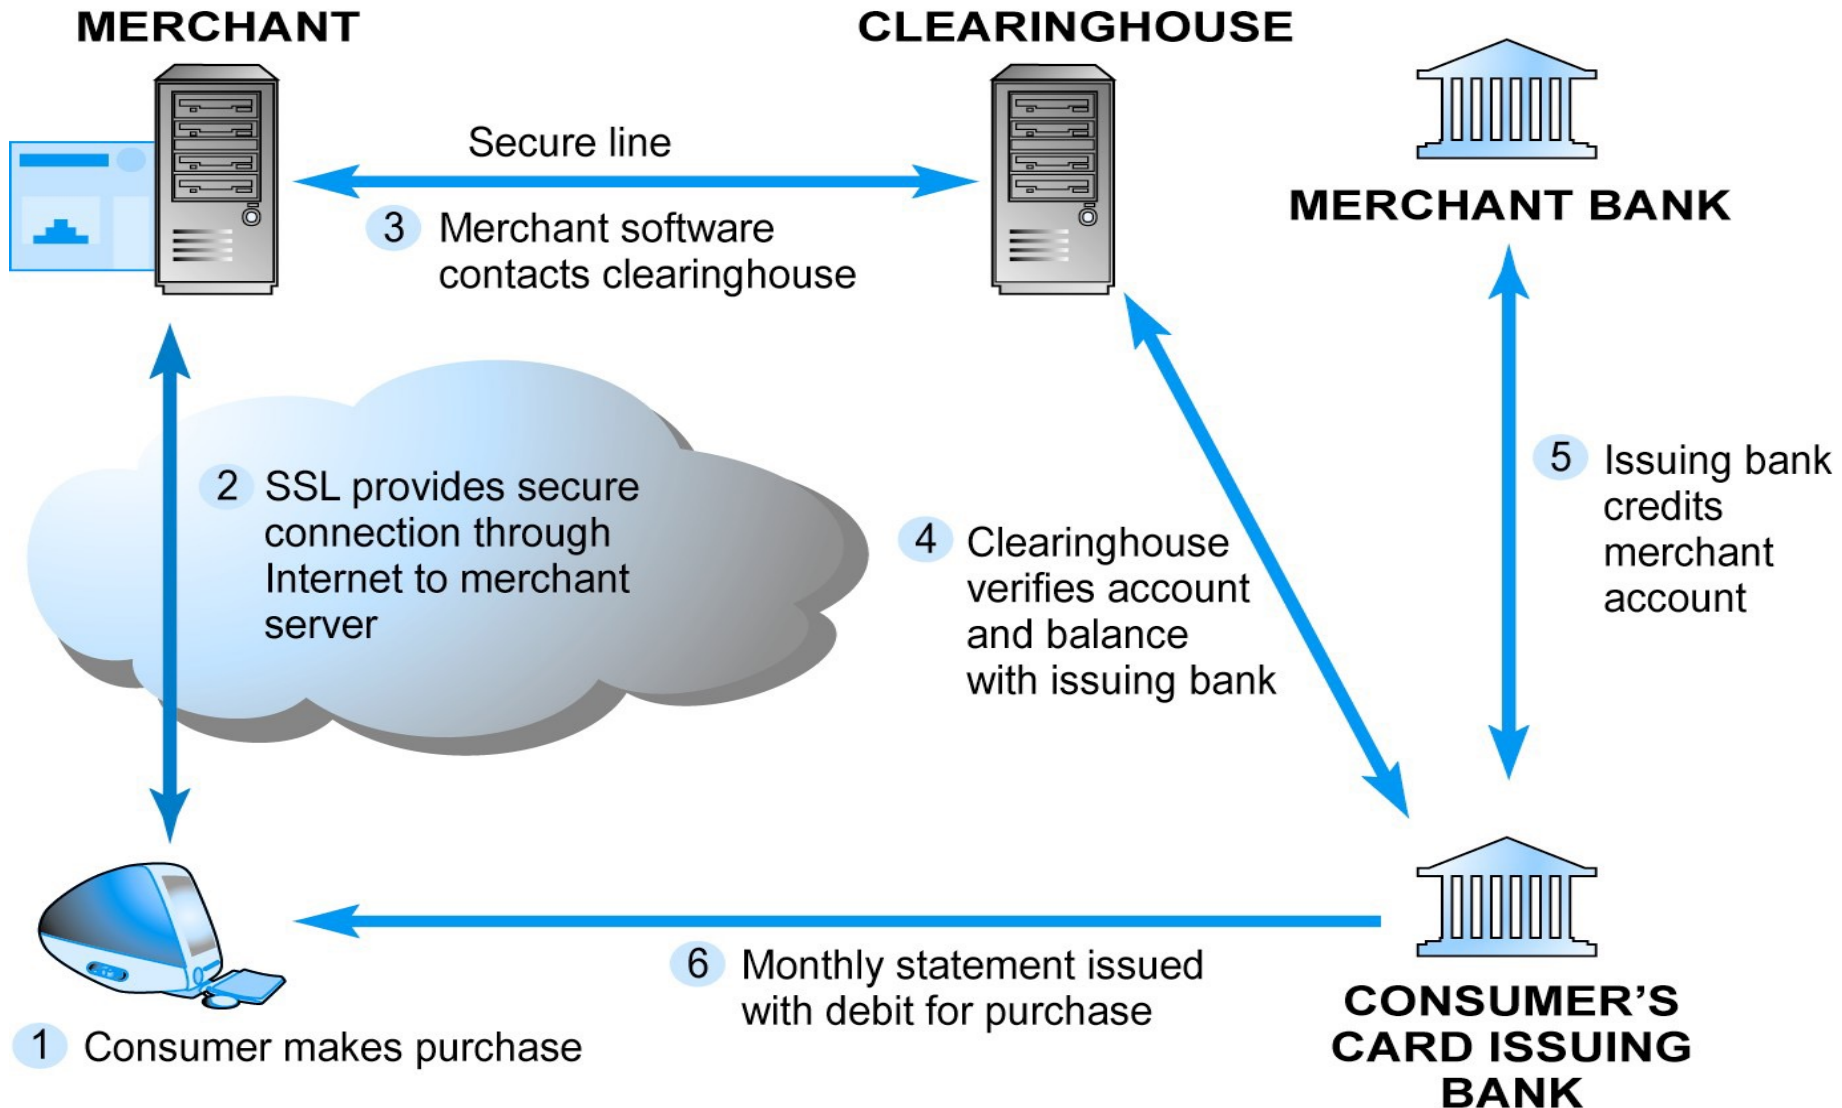 MERCHANT
CLEARINGHOUSE
MERCHANT BANK
Secure line
3 Merchant software
contacts clearinghouse
2 SSL provides secure
connection through
Internet to merchant
server
4 Clearinghouse
verifies account
and balance
with issuing bank
5 Issuing bank
credits
merchant
account
6 Monthly statement issued
with debit for purchase
1 Consumer makes purchase
CONSUMER’S
CARD ISSUING
BANK